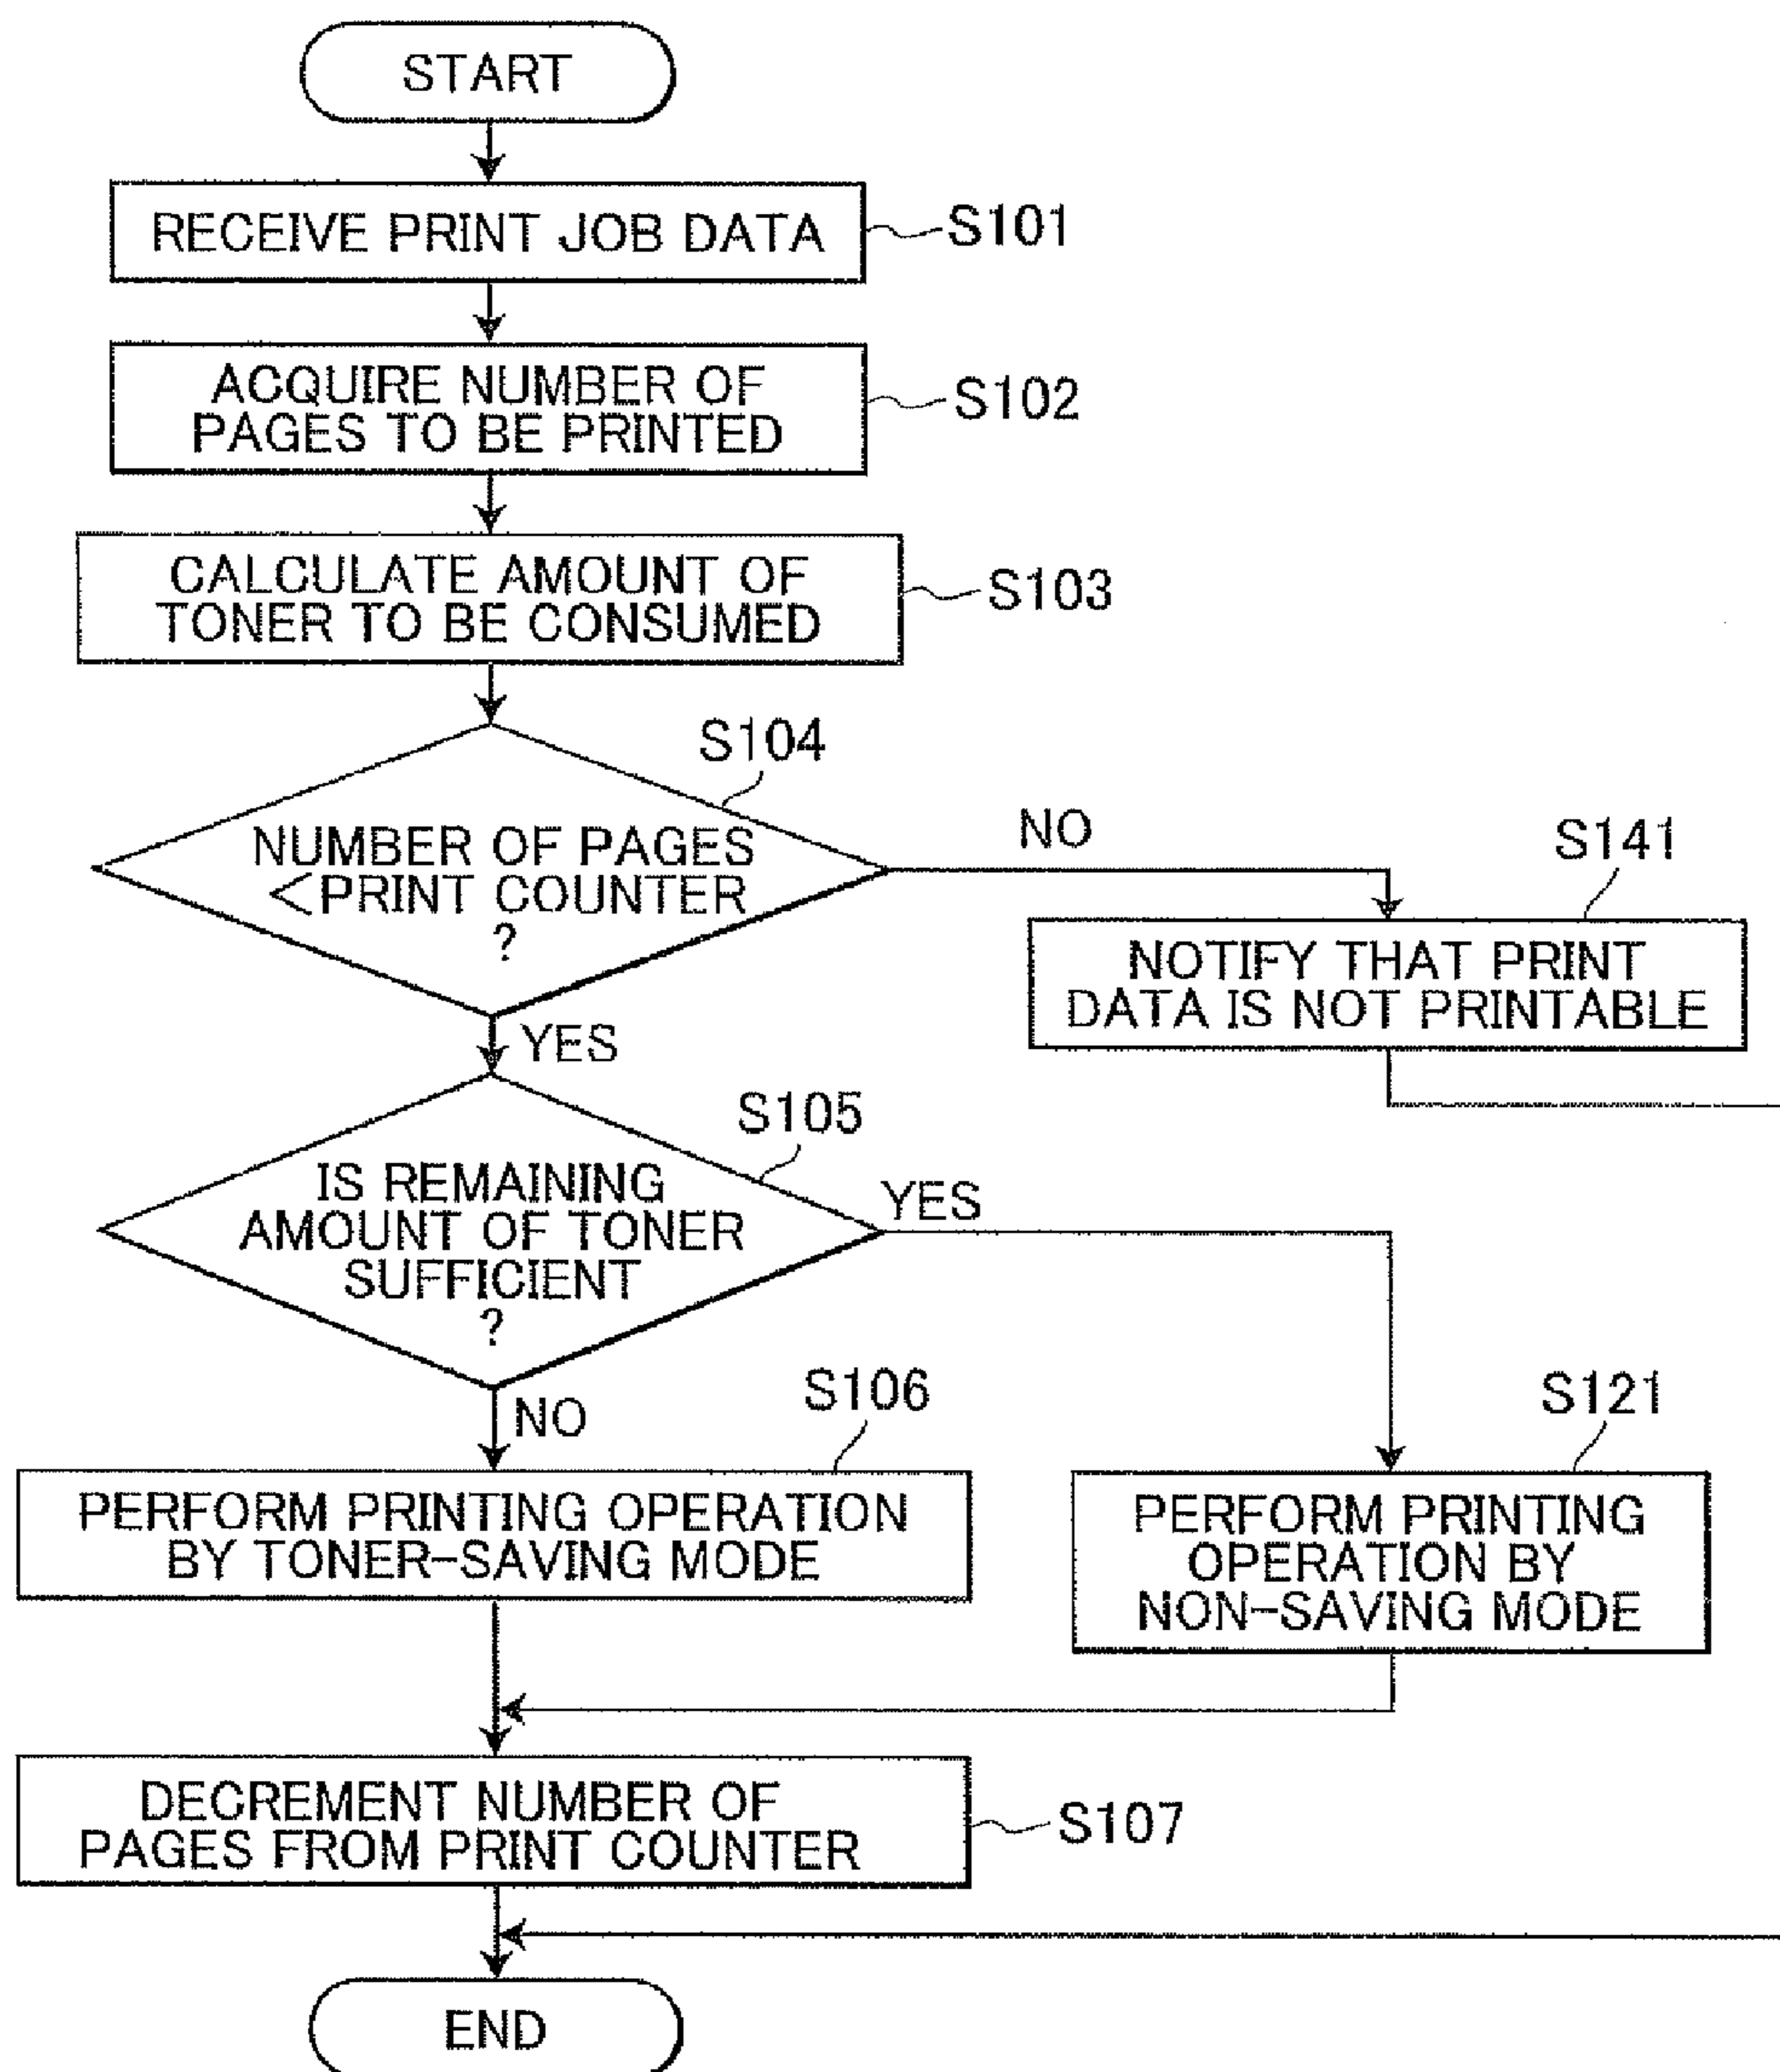 START
RECEIVE PRINT JOB DATA
S101
ACQUIRE NUMBER OF
PAGES TO BE PRINTED
S102
CALCULATE AMOUNT OF
TONER TO BE CONSUMED
S103
S104
NUMBER OF PAGES
<PRINT COUNTER
?
NO
S141
NOTIFY THAT PRINT
DATA IS NOT PRINTABLE
YES
S105
IS REMAINING
AMOUNT OF TONER
SUFFICIENT
?
YES
NO
S106
PERFORM PRINTING OPERATION
BY TONER-SAVING MODE
S121
PERFORM PRINTING
OPERATION BY
NON-SAVING MODE
DECREMENT NUMBER OF
PAGES FROM PRINT COUNTER
S107
END